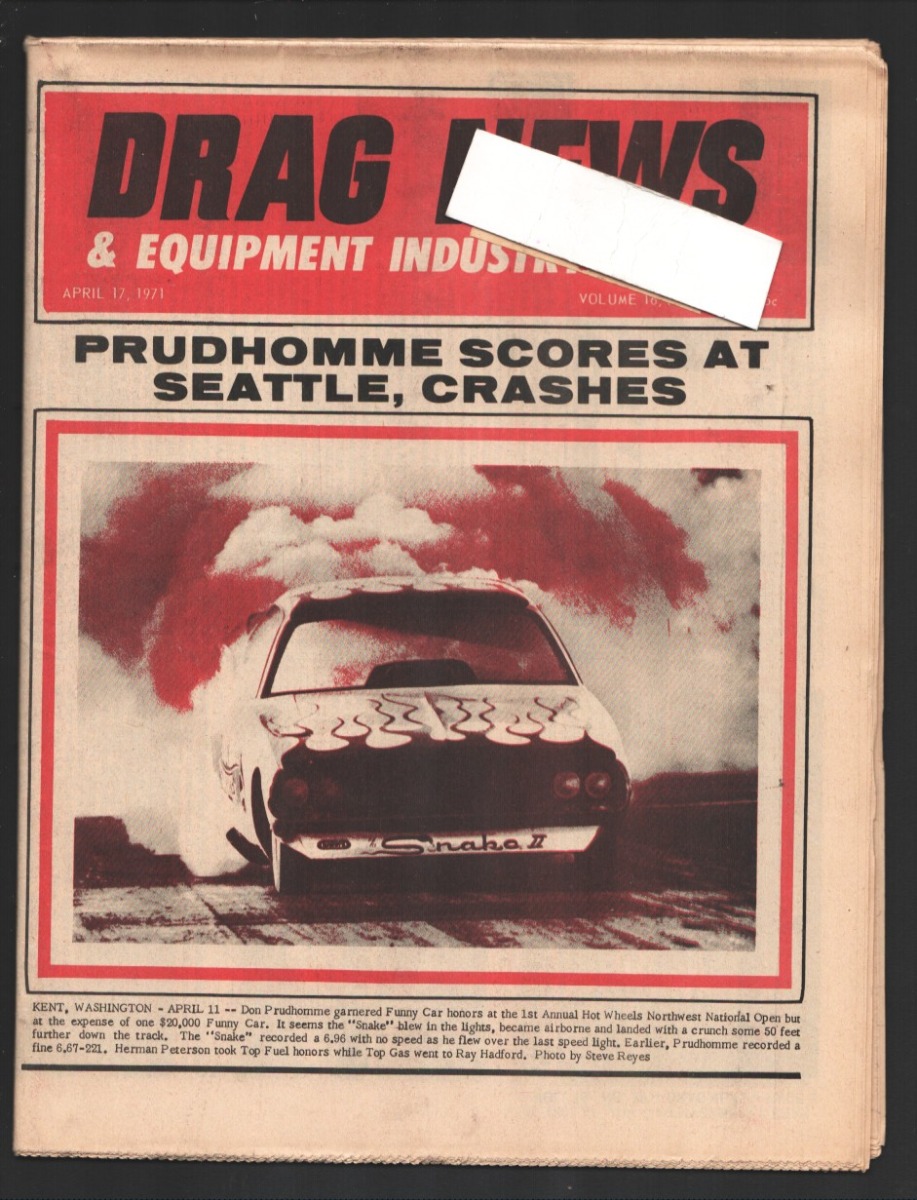 DRAG NEWS
& EQUIPMENT
APRIL 17, 1971
VOLUME
PRUDHOMME SCORES AT
SEATTLE, CRASHES
Snake II
KENT, WASHINGTON - APRIL 11 -- Don Prudhomme garnered Funny Car honors at the 1st Annual Hot Wheels Northwest National Open but
at the expense of one $20,000 Funny Car. It seems the "Snake" blew in the lights, became airborne and landed with a crunch some 50 feet
further down the track. The "Snake" recorded a 6.96 with no speed as he flew over the last speed light. Earlier, Prudhomme recorded a
fine 6.67-221. Herman Peterson took Top Fuel honors while Top Gas went to Ray Hadford. Photo by Steve Reyes